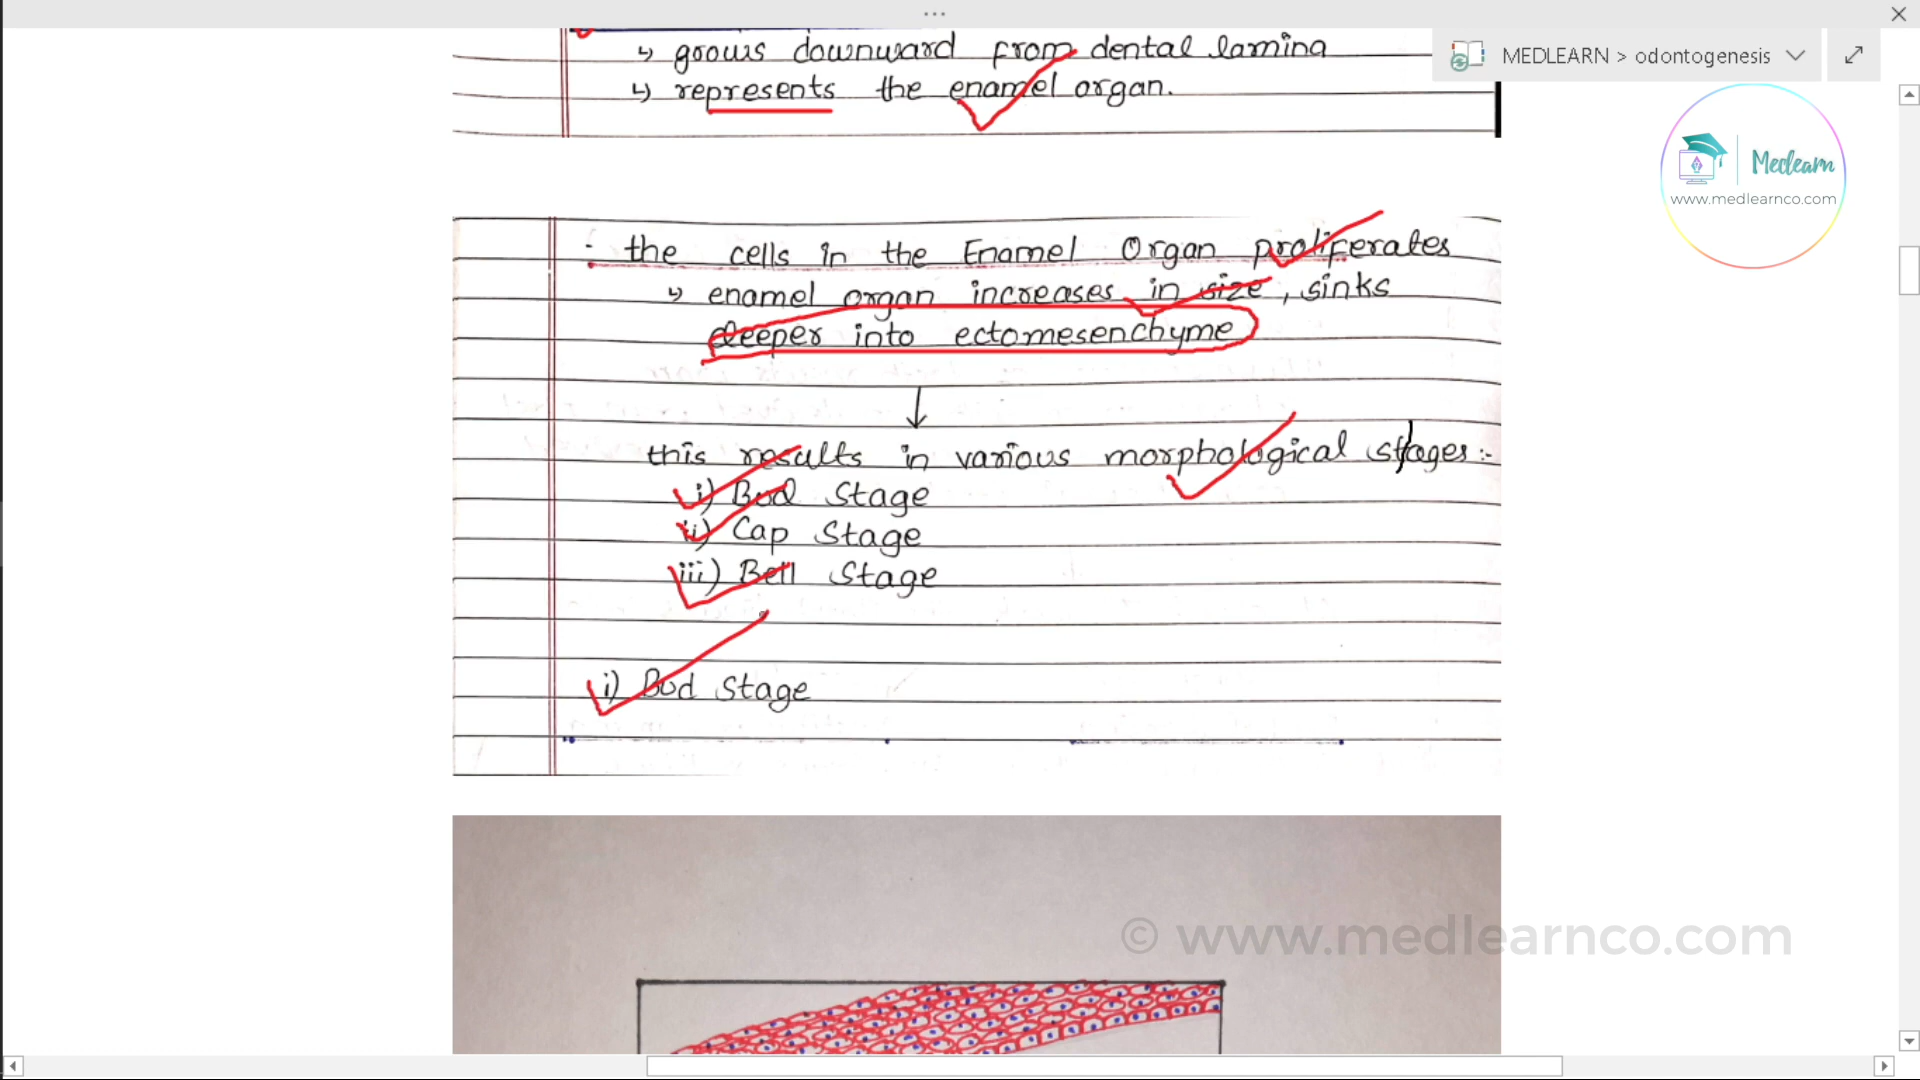 MEDLEARN > odontogenesis
↳ grows downward from dental lamina
↳ represents the enamel organ.
Medlearn
www.medlearnco.com
- the cells in the Enamel Organ proliferates
↳ enamel organ increases in size, sinks
deeper into ectomesenchyme
↓
this results in various morphological stages :-
i) Bud Stage
ii) Cap Stage
iii) Bell Stage
i) Bud Stage
© www.medlearnco.com